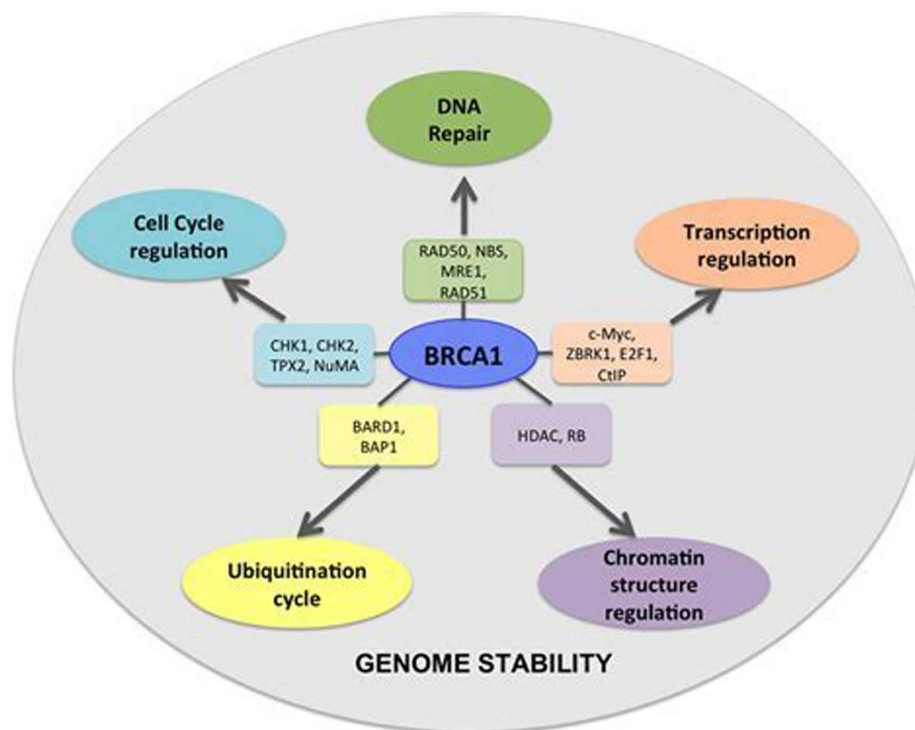 DNA
Repair
Cell Cycle
regulation
Transcription
regulation
RAD50, NBS,
MRE1,
RAD51
CHK1, CHK2,
TPX2, NuMA
BRCA1
c-Myc,
ZBRK1, E2F1,
CtIP
BARD1,
BAP1
HDAC, RB
Ubiquitination
cycle
Chromatin
structure
regulation
GENOME STABILITY